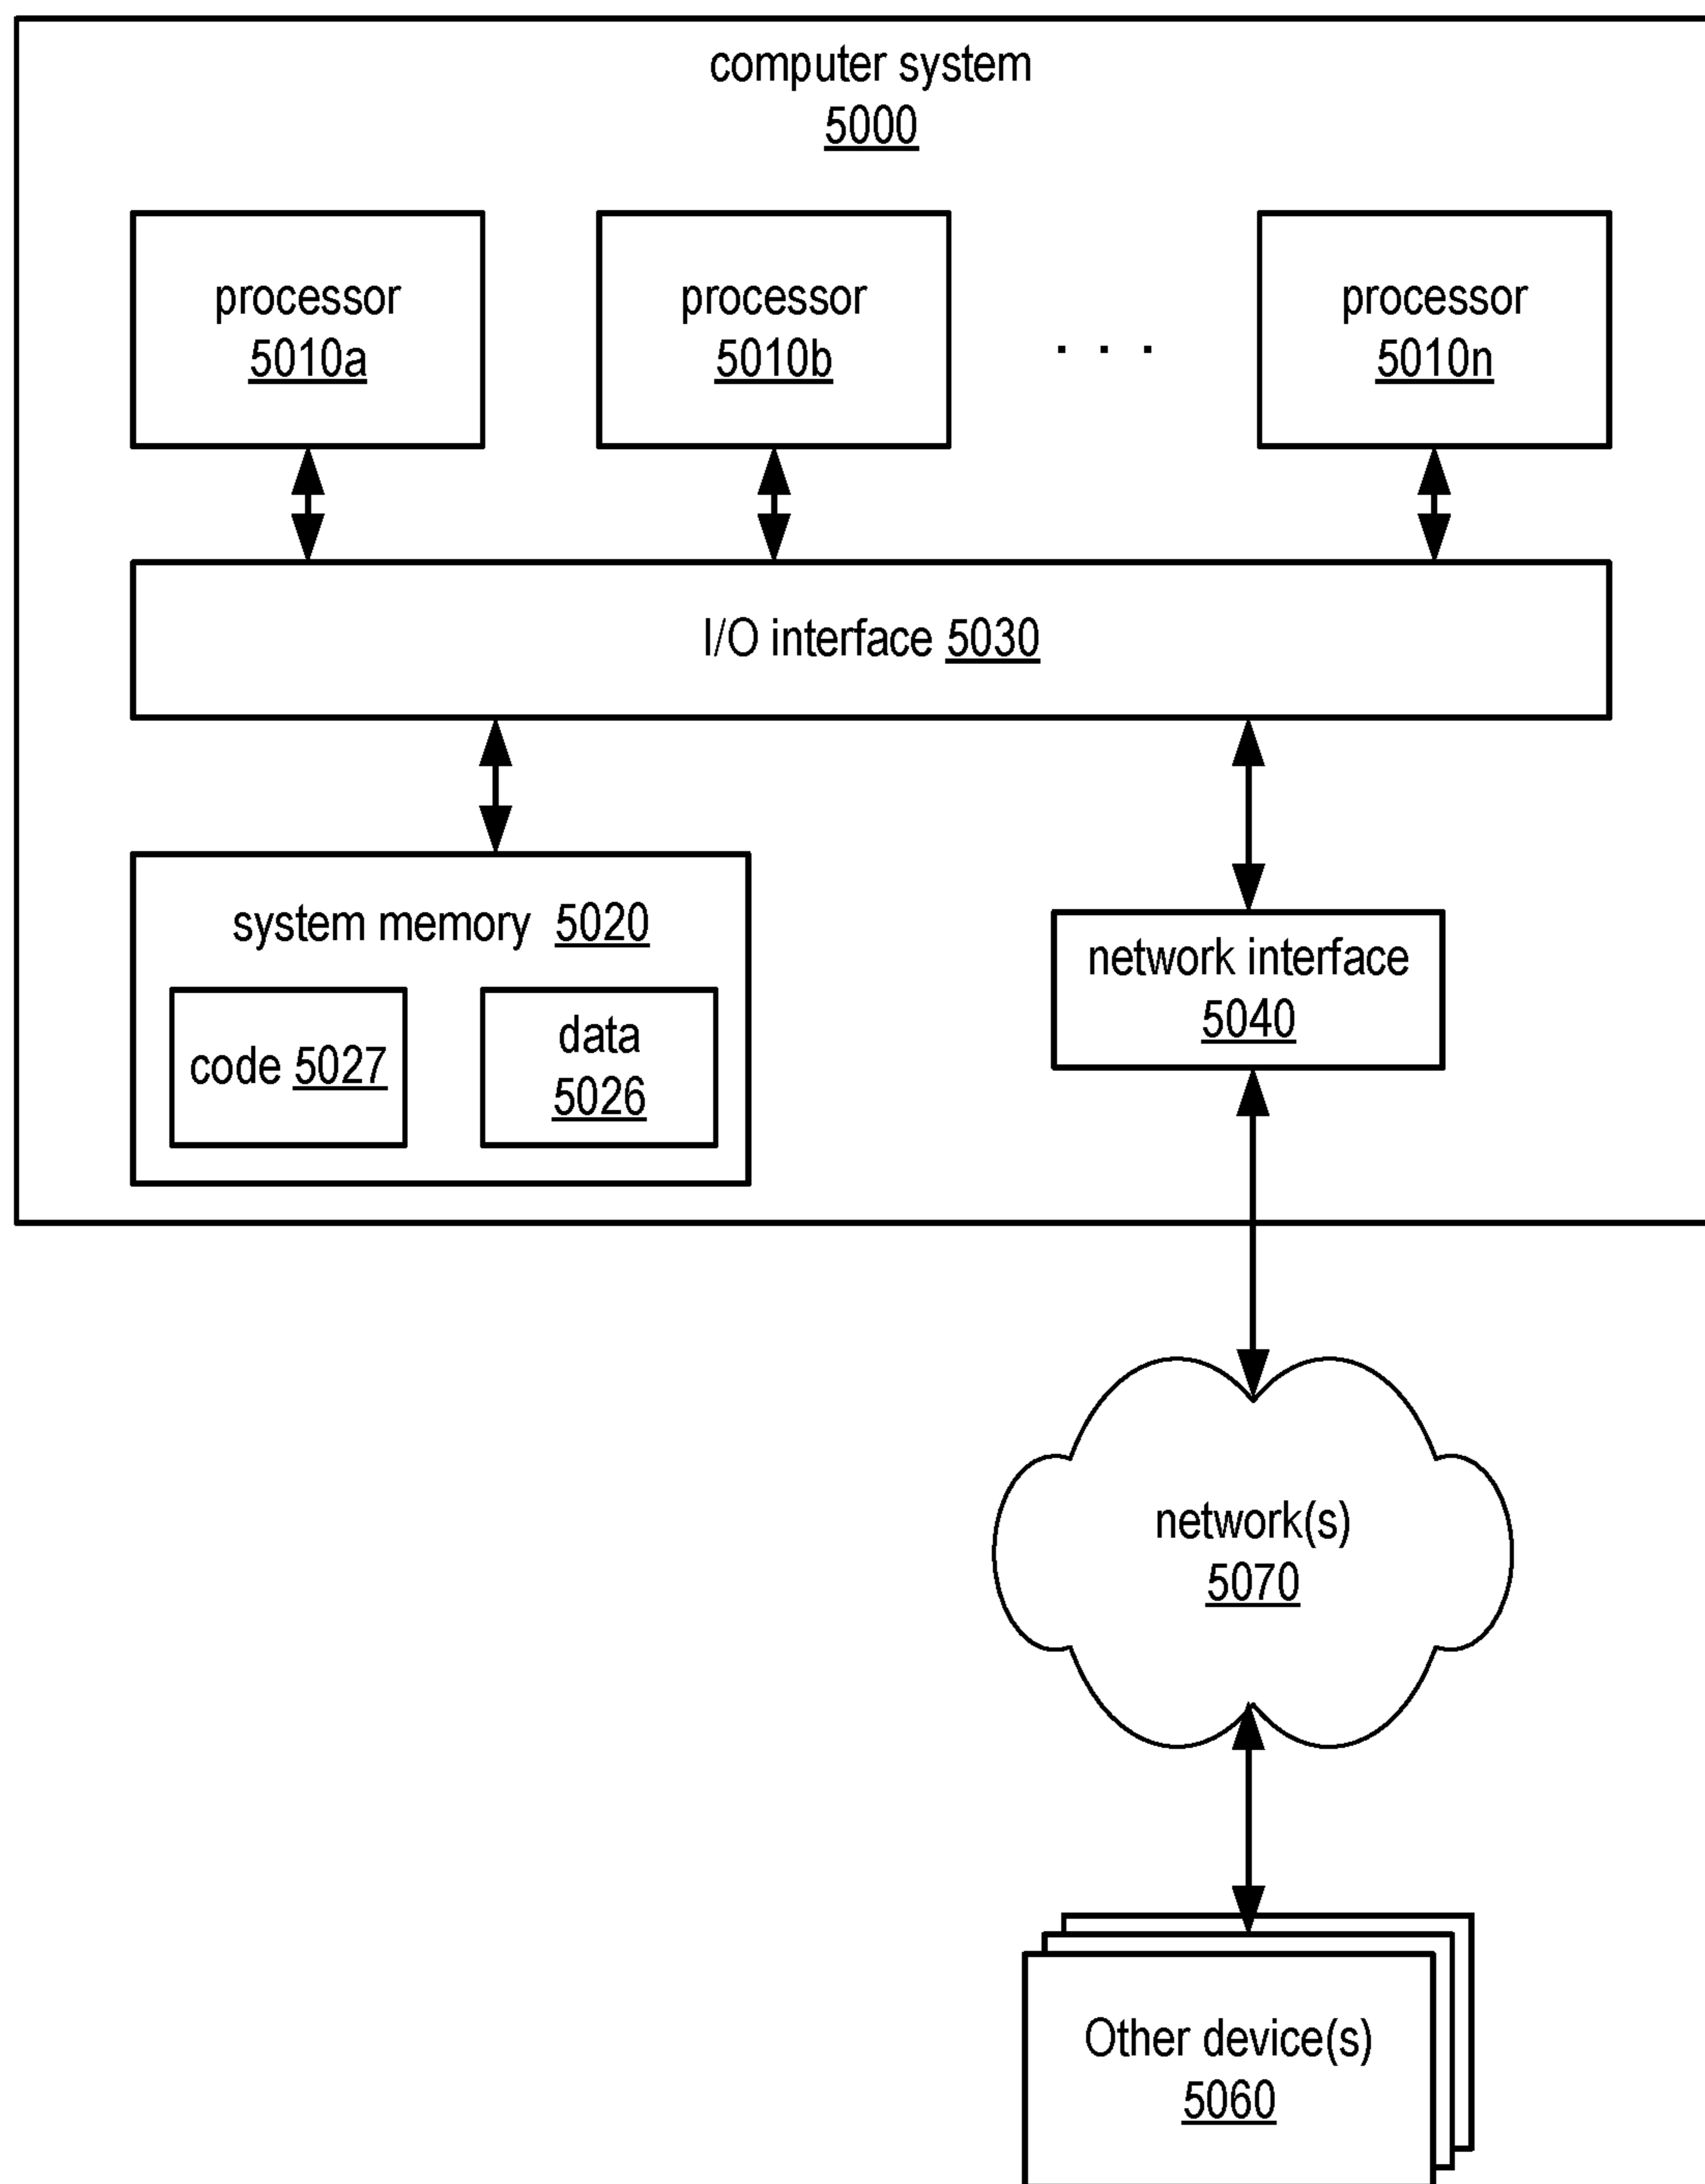 computer system
5000
processor
5010a
processor
5010b
. . .
processor
5010n
I/O interface 5030
system memory 5020
code 5027
data
5026
network interface
5040
network(s)
5070
Other device(s)
5060